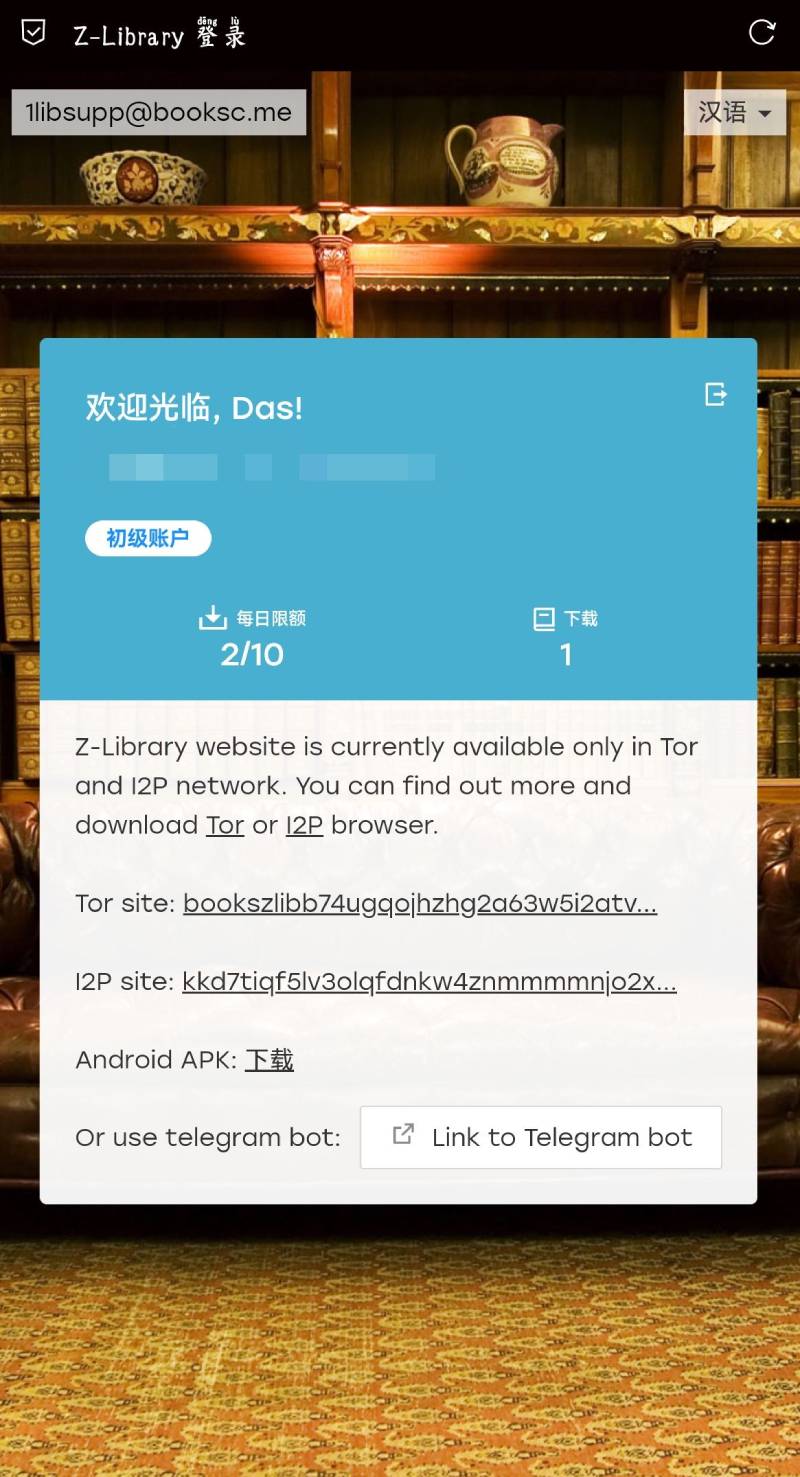 Z-Library 登录
dēng lù
1libsupp@booksc.me
汉语
欢迎光临, Das!
初级账户
每日限额
2/10
下载
1
Z-Library website is currently available only in Tor
and I2P network. You can find out more and
download Tor or I2P browser.
Tor site: bookszlibb74ugqojhzhg2a63w5i2atv...
I2P site: kkd7tiqf5lv3olqfdnkw4znmmmmnjo2x...
Android APK: 下载
Or use telegram bot: Link to Telegram bot